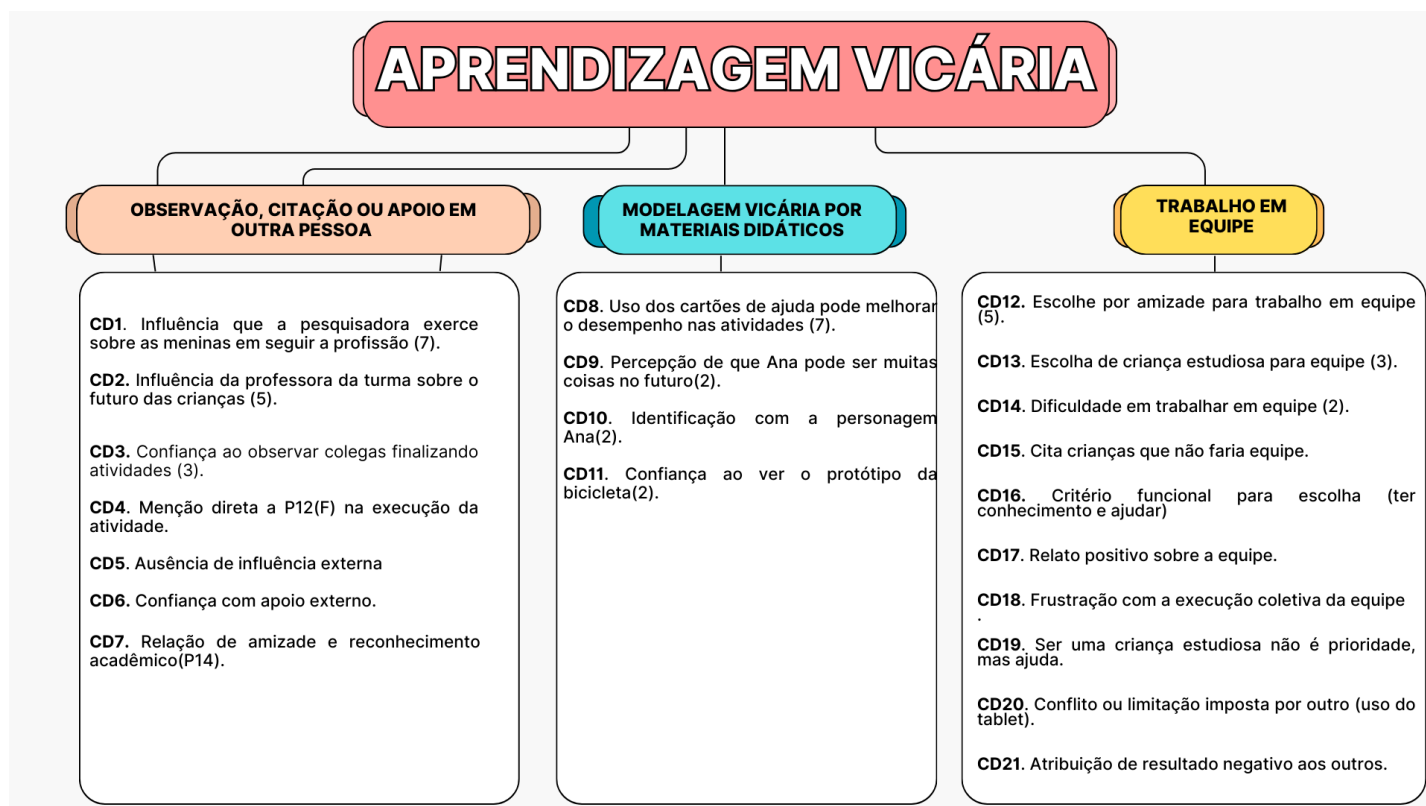 APRENDIZAGEM VICÁRIA
OBSERVAÇÃO, CITAÇÃO OU APOIO EM
OUTRA PESSOA
CD1. Influência que a pesquisadora exerce
sobre as meninas em seguir a profissão (7).
CD2. Influência da professora da turma sobre o
futuro das crianças (5).
CD3. Confiança ao observar colegas finalizando
atividades (3).
CD4. Menção direta a P12(F) na execução da
atividade.
CD5. Ausência de influência externa
CD6. Confiança com apoio externo.
CD7. Relação de amizade e reconhecimento
acadêmico(P14).
MODELAGEM VICÁRIA POR
MATERIAIS DIDÁTICOS
CD8. Uso dos cartões de ajuda pode melhorar
o desempenho nas atividades (7).
CD9. Percepção de que Ana pode ser muitas
coisas no futuro(2).
CD10. Identificação com a personagem
Ana(2).
CD11. Confiança ao ver o protótipo da
bicicleta(2).
TRABALHO EM
EQUIPE
CD12. Escolhe por amizade para trabalho em equipe
(5).
CD13. Escolha de criança estudiosa para equipe (3).
CD14. Dificuldade em trabalhar em equipe (2).
CD15. Cita crianças que não faria equipe.
CD16. Critério funcional para escolha (ter
conhecimento e ajudar)
CD17. Relato positivo sobre a equipe.
CD18. Frustração com a execução coletiva da equipe
.
CD19. Ser uma criança estudiosa não é prioridade,
mas ajuda.
CD20. Conflito ou limitação imposta por outro (uso do
tablet).
CD21. Atribuição de resultado negativo aos outros.